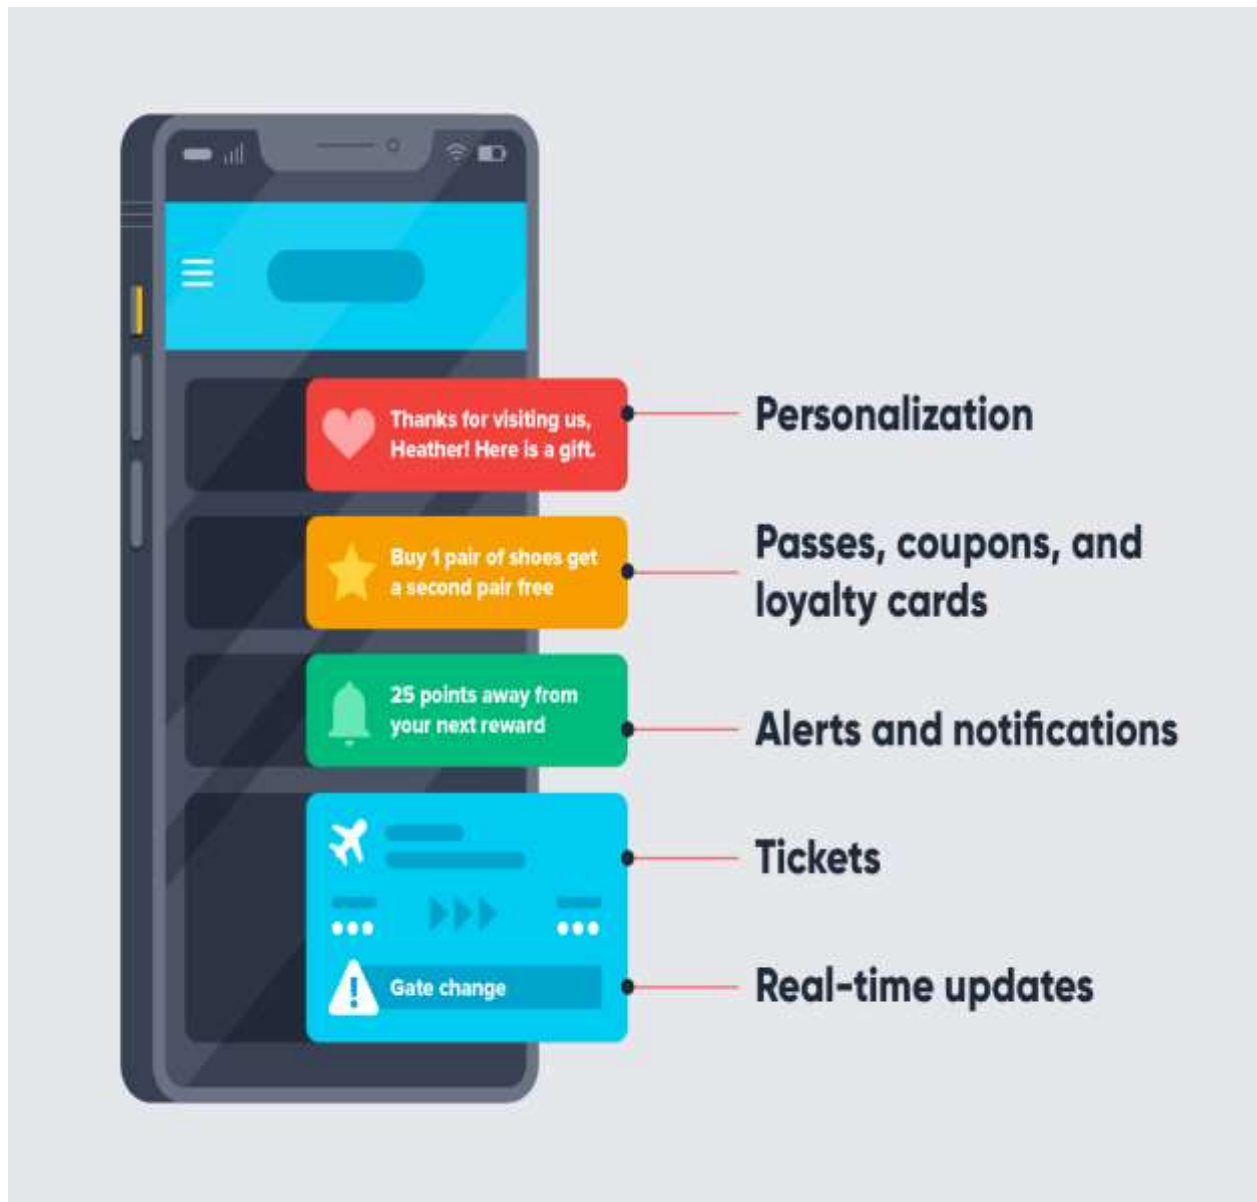 Thanks for visiting us,
Heather! Here is a gift.
Personalization
Buy 1 pair of shoes get
a second pair free
Passes, coupons, and
loyalty cards
25 points away from
your next reward
Alerts and notifications
Tickets
Gate change
Real-time updates